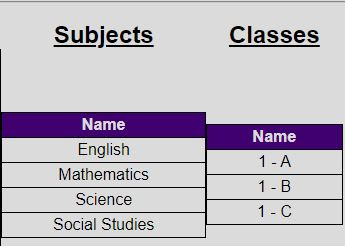 Subjects
Name
English
Mathematics
Science
Social Studies
Classes
Name
1 - A
1 - B
1 - C